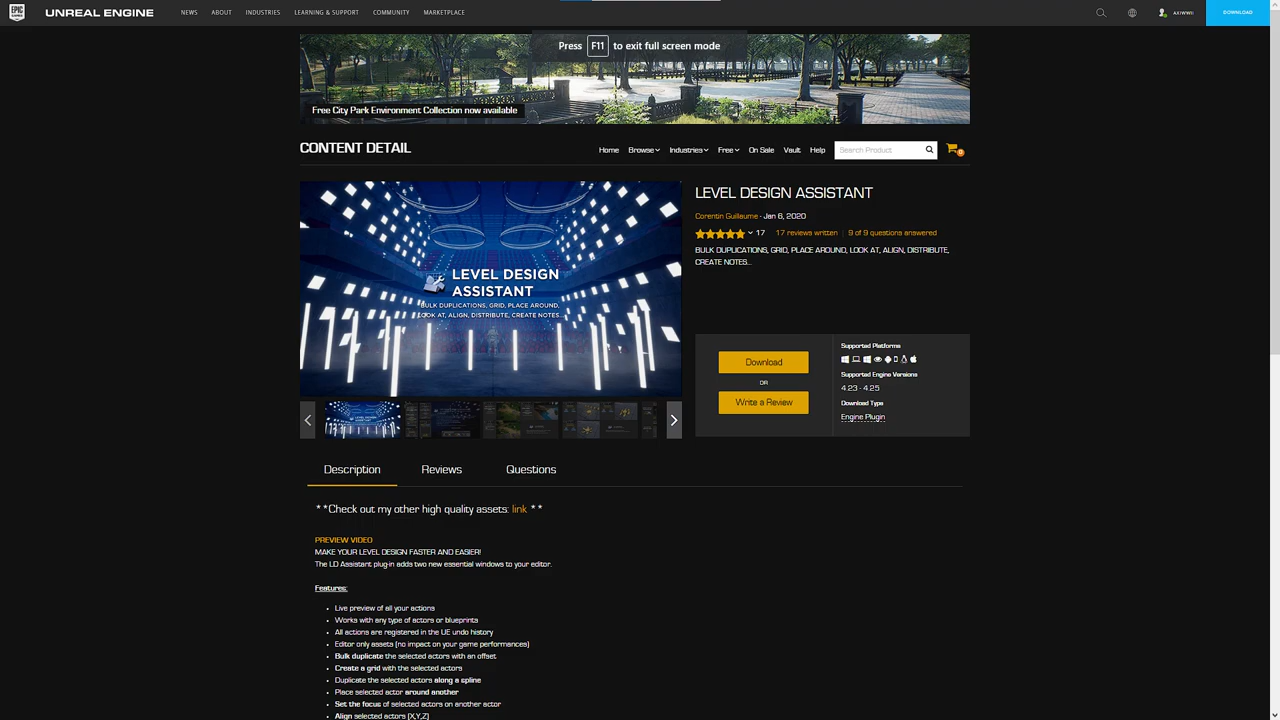 EPIC GAMES
UNREAL ENGINE
NEWS ABOUT INDUSTRIES LEARNING & SUPPORT COMMUNITY MARKETPLACE
AXIWWII
DOWNLOAD
Press F11 to exit full screen mode
Free City Park Environment Collection now available
CONTENT DETAIL
Home Browse Industries Free On Sale Vault Help
Search Product
0
LEVEL DESIGN
ASSISTANT
BULK DUPLICATIONS, GRID, PLACE AROUND,
LOOK AT, ALIGN, DISTRIBUTE, CREATE NOTES...
LEVEL DESIGN ASSISTANT
Corentin Guillaume - Jan 6, 2020
17 17 reviews written | 9 of 9 questions answered
BULK DUPLICATIONS, GRID, PLACE AROUND, LOOK AT, ALIGN, DISTRIBUTE,
CREATE NOTES...
Download
OR
Write a Review
Supported Platforms
Supported Engine Versions
4.23 - 4.25
Download Type
Engine Plugin
Description Reviews Questions
**Check out my other high quality assets: link **
PREVIEW VIDEO
MAKE YOUR LEVEL DESIGN FASTER AND EASIER!
The LD Assistant plug-in adds two new essential windows to your editor.
Features:
• Live preview of all your actions
• Works with any type of actors or blueprints
• All actions are registered in the UE undo history
• Editor only assets (no impact on your game performances)
• Bulk duplicate the selected actors with an offset
• Create a grid with the selected actors
• Duplicate the selected actors along a spline
• Place selected actor around another
• Set the focus of selected actors on another actor
• Align selected actors (X,Y,Z)